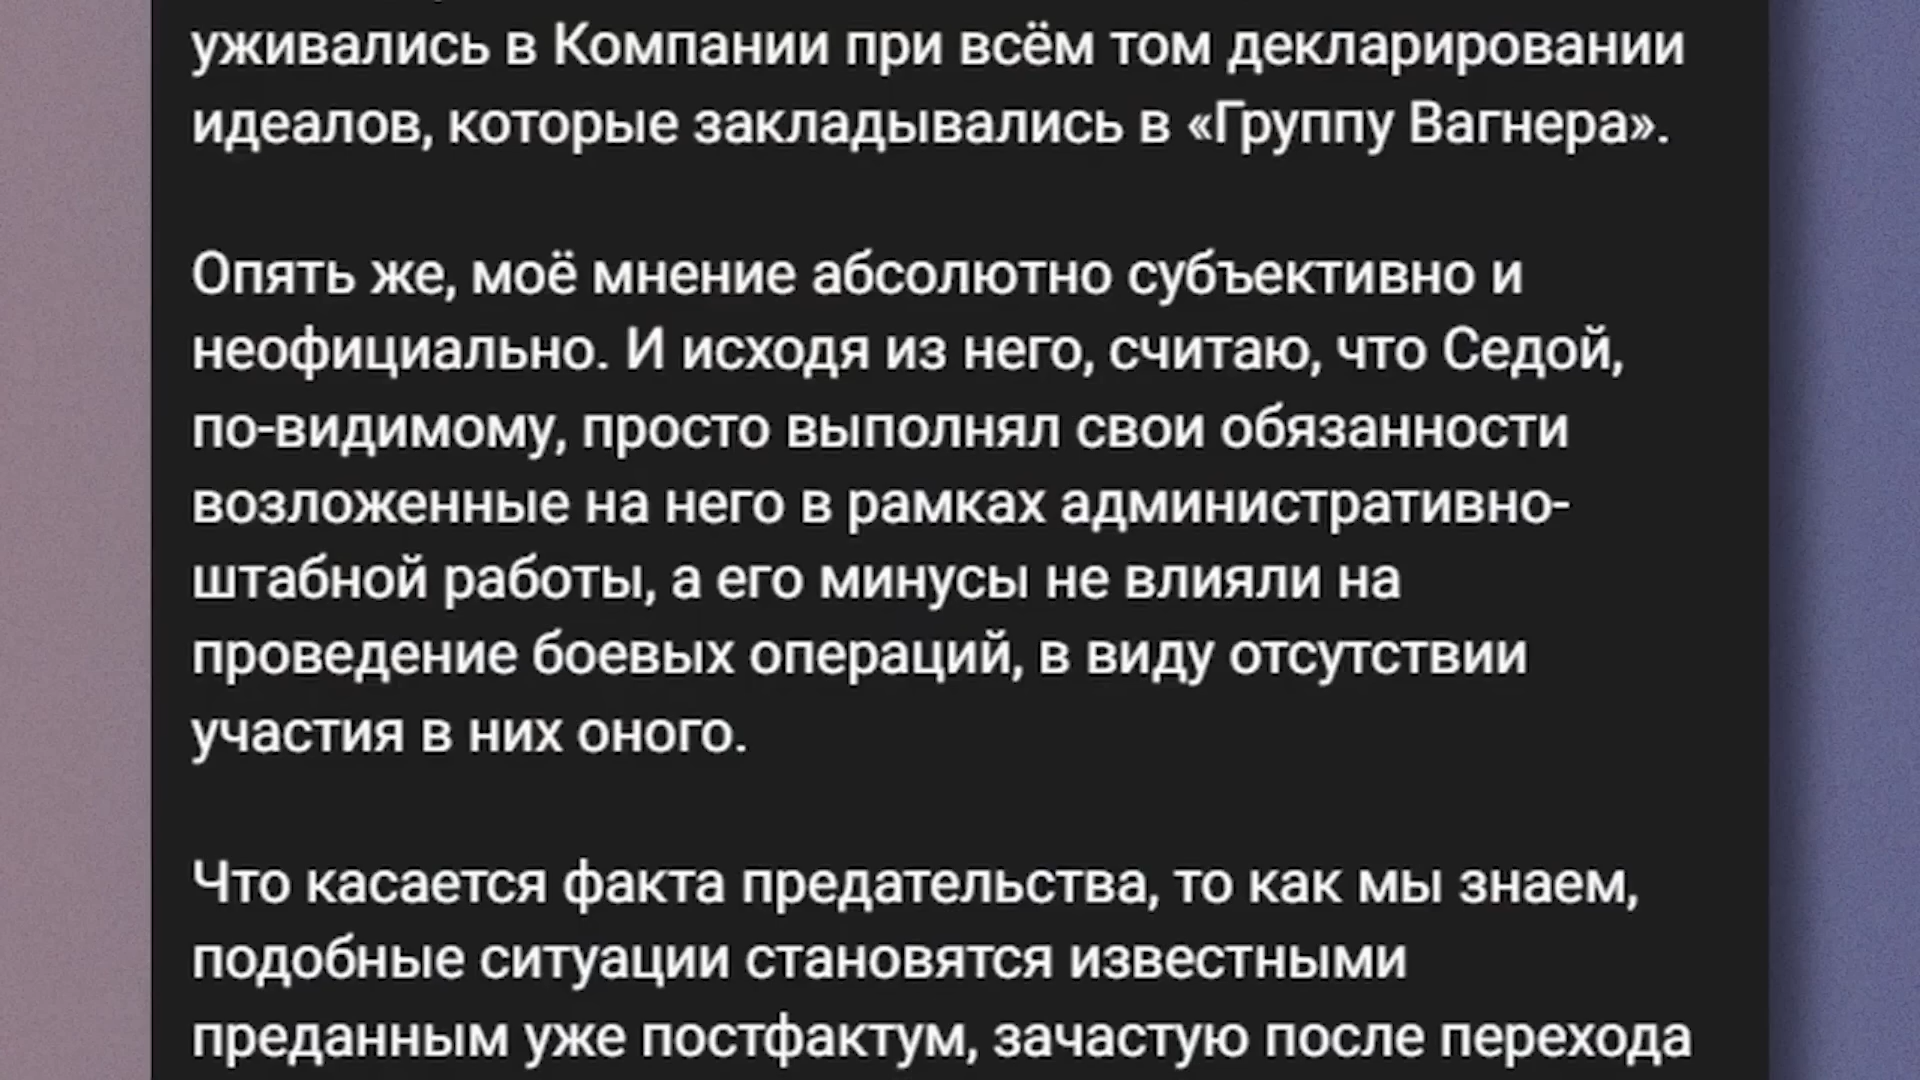 уживались в Компании при всём том декларировании
идеалов, которые закладывались в «Группу Вагнера».
Опять же, моё мнение абсолютно субъективно и
неофициально. И исходя из него, считаю, что Седой,
по-видимому, просто выполнял свои обязанности
возложенные на него в рамках административно-
штабной работы, а его минусы не влияли на
проведение боевых операций, в виду отсутствии
участия в них оного.
Что касается факта предательства, то как мы знаем,
подобные ситуации становятся известными
преданным уже постфактум, зачастую после перехода